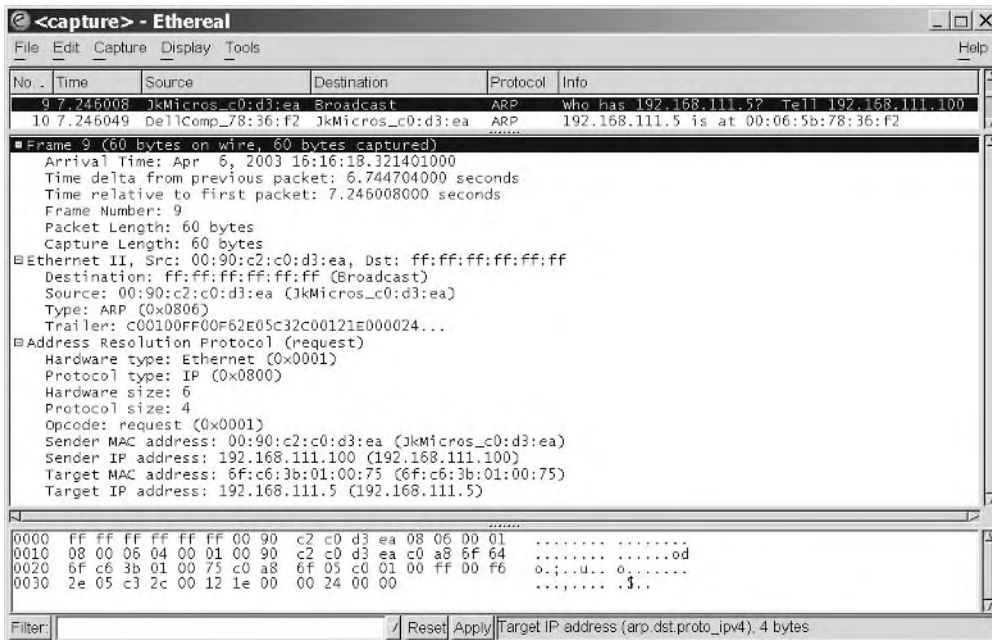 <capture> - Ethereal
File Edit Capture Display Tools Help
No. . Time Source Destination Protocol Info
9 7.246008 JkMicros_c0:d3:ea Broadcast ARP Who has 192.168.111.5? Tell 192.168.111.100
10 7.246049 DellComp_78:36:f2 JkMicros_c0:d3:ea ARP 192.168.111.5 is at 00:06:5b:78:36:f2
Frame 9 (60 bytes on wire, 60 bytes captured)
Arrival Time: Apr 6, 2003 16:16:18.321401000
Time delta from previous packet: 6.744704000 seconds
Time relative to first packet: 7.246008000 seconds
Frame Number: 9
Packet Length: 60 bytes
Capture Length: 60 bytes
Ethernet II, Src: 00:90:c2:c0:d3:ea, Dst: ff:ff:ff:ff:ff:ff
Destination: ff:ff:ff:ff:ff:ff (Broadcast)
Source: 00:90:c2:c0:d3:ea (JkMicros_c0:d3:ea)
Type: ARP (0x0806)
Trailer: C00100FF00F62E05C32C00121E000024...
Address Resolution Protocol (request)
Hardware type: Ethernet (0x0001)
Protocol type: IP (0x0800)
Hardware size: 6
Protocol size: 4
Opcode: request (0x0001)
Sender MAC address: 00:90:c2:c0:d3:ea (JkMicros_c0:d3:ea)
Sender IP address: 192.168.111.100 (192.168.111.100)
Target MAC address: 6f:c6:3b:01:00:75 (6f:c6:3b:01:00:75)
Target IP address: 192.168.111.5 (192.168.111.5)
0000 ff ff ff ff ff ff 00 90 c2 c0 d3 ea 08 06 00 01 ........ ........
0010 08 00 06 04 00 01 00 90 c2 c0 d3 ea c0 a8 6f 64 ........ ......od
0020 6f c6 3b 01 00 75 c0 a8 6f 05 c0 01 00 ff 00 f6 o.;..u.. o.......
0030 2e 05 c3 2c 00 12 1e 00 00 24 00 00 ...,.... .$..
Filter: / Reset Apply Target IP address (arp.dst.proto_ipv4), 4 bytes